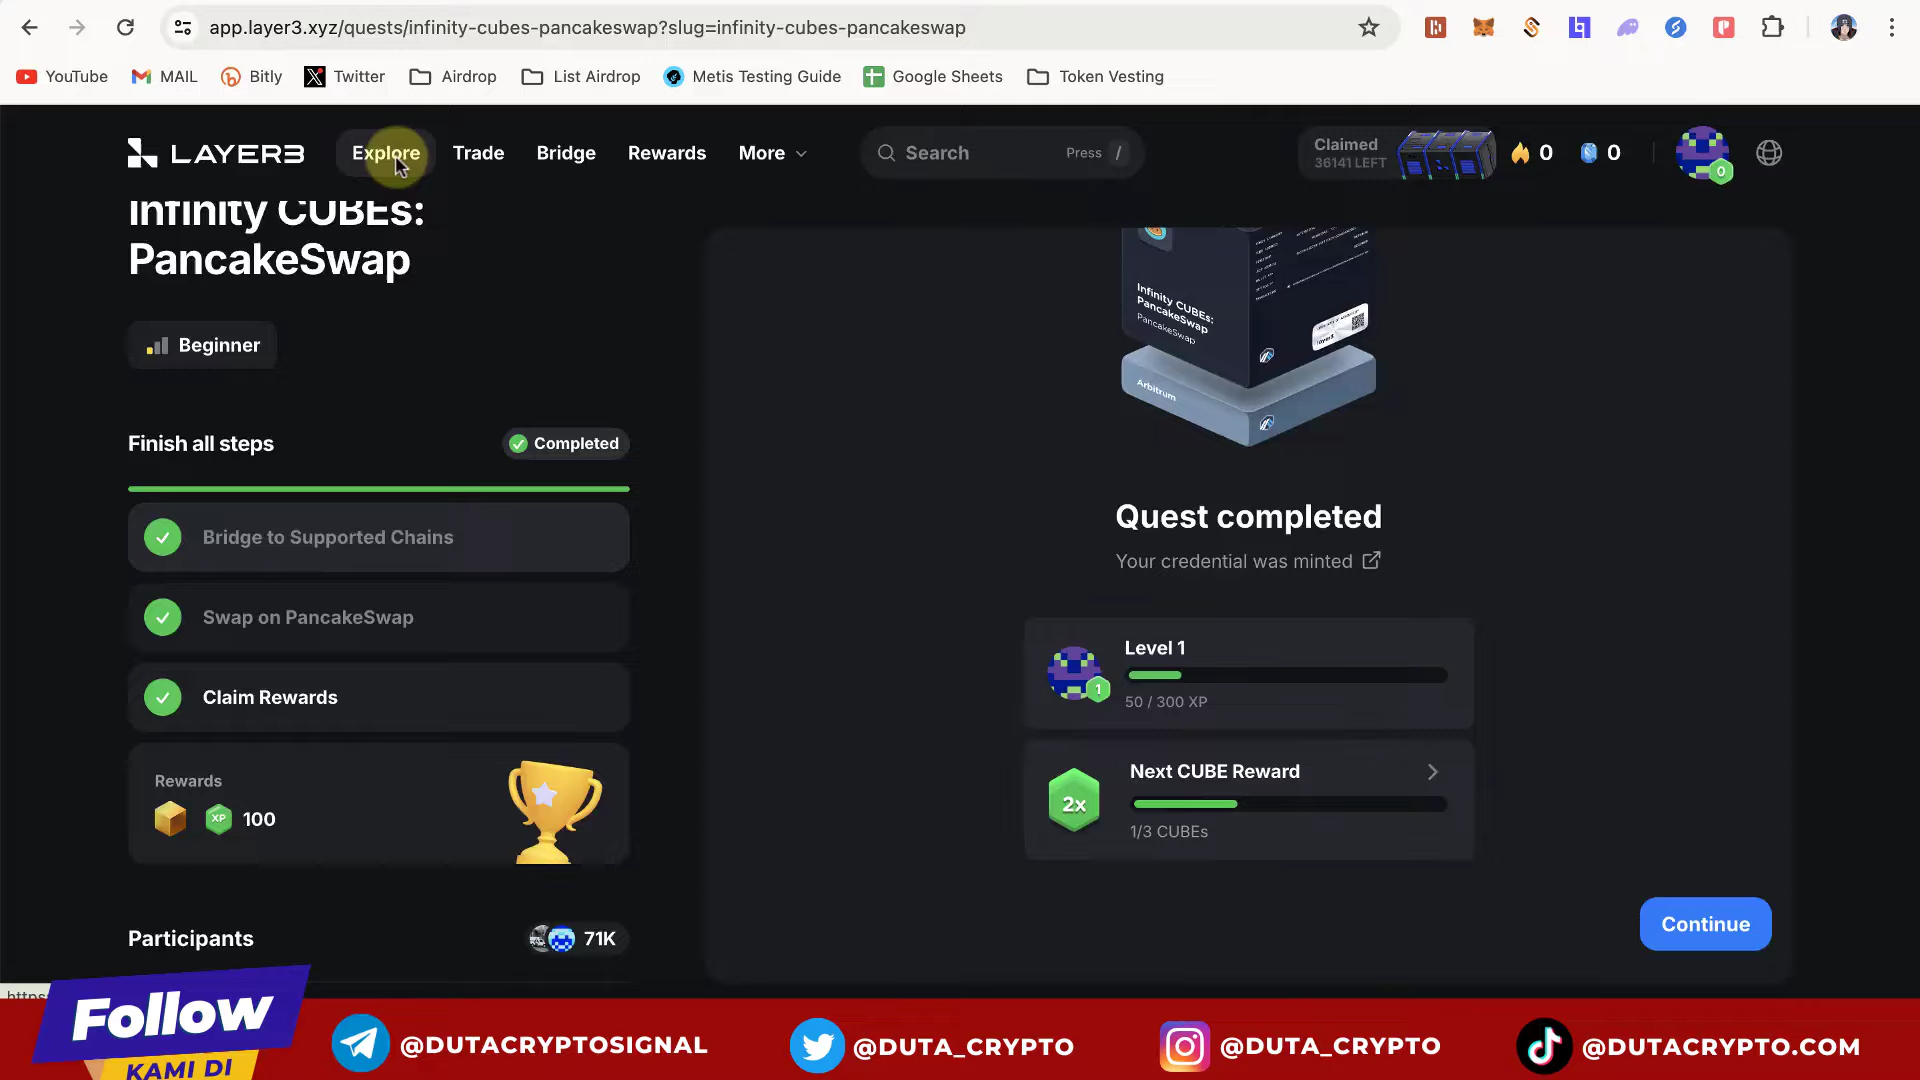 app.layer3.xyz/quests/infinity-cubes-pancakeswap?slug=infinity-cubes-pancakeswap
YouTube MAIL Bitly Twitter Airdrop List Airdrop Metis Testing Guide Google Sheets Token Vesting
LAYER3 Explore Trade Bridge Rewards More Search Press / Claimed 36141 LEFT 0 0 0
Infinity CUBEs:
PancakeSwap
Beginner
Finish all steps Completed
Bridge to Supported Chains
Swap on PancakeSwap
Claim Rewards
Rewards
XP 100
Participants 71K
Infinity CUBEs:
PancakeSwap
PancakeSwap
layer3
Arbitrum
Quest completed
Your credential was minted
Level 1
1
50 / 300 XP
Next CUBE Reward
2x
1/3 CUBEs
Continue
https
Follow
KAMI DI
@DUTACRYPTOSIGNAL @DUTA_CRYPTO @DUTA_CRYPTO @DUTACRYPTO.COM